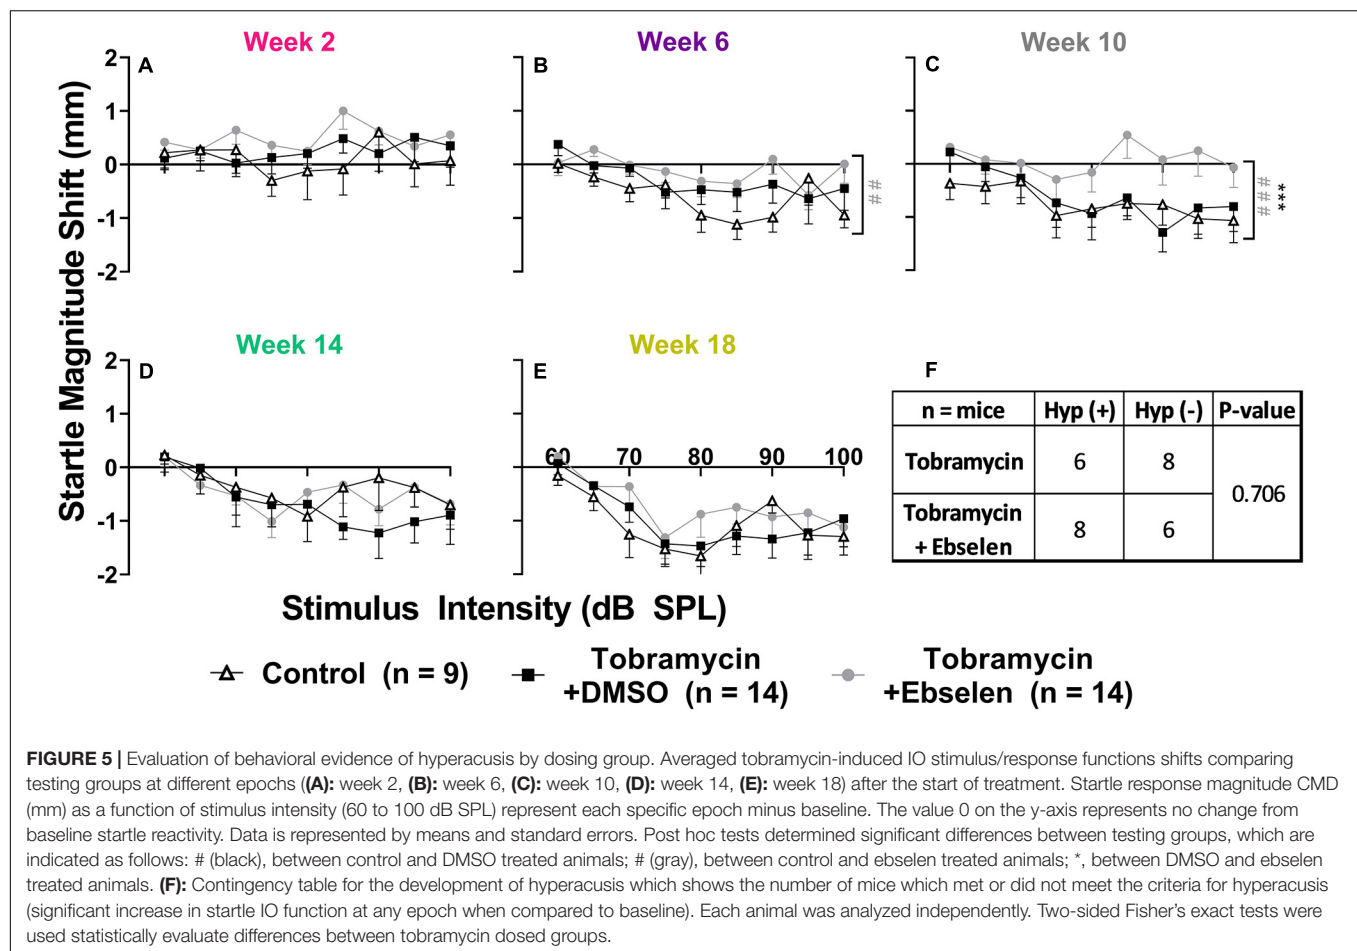 Week 2
Week 6
Week 10
A
B
C
2
1
0
-1
-2
##
###
***
Startle Magnitude Shift (mm)
Week 14
Week 18
D
E
F
2
1
0
-1
-2
60 70 80 90 100
n = mice Hyp (+) Hyp (-) P-value
Tobramycin 6 8
0.706
Tobramycin
+ Ebselen 8 6
Stimulus Intensity (dB SPL)
Control (n = 9)
Tobramycin
+DMSO (n = 14)
Tobramycin
+Ebselen (n = 14)
FIGURE 5 | Evaluation of behavioral evidence of hyperacusis by dosing group. Averaged tobramycin-induced IO stimulus/response functions shifts comparing
testing groups at different epochs ((A): week 2, (B): week 6, (C): week 10, (D): week 14, (E): week 18) after the start of treatment. Startle response magnitude CMD
(mm) as a function of stimulus intensity (60 to 100 dB SPL) represent each specific epoch minus baseline. The value 0 on the y-axis represents no change from
baseline startle reactivity. Data is represented by means and standard errors. Post hoc tests determined significant differences between testing groups, which are
indicated as follows: # (black), between control and DMSO treated animals; # (gray), between control and ebselen treated animals; *, between DMSO and ebselen
treated animals. (F): Contingency table for the development of hyperacusis which shows the number of mice which met or did not meet the criteria for hyperacusis
(significant increase in startle IO function at any epoch when compared to baseline). Each animal was analyzed independently. Two-sided Fisher's exact tests were
used statistically evaluate differences between tobramycin dosed groups.